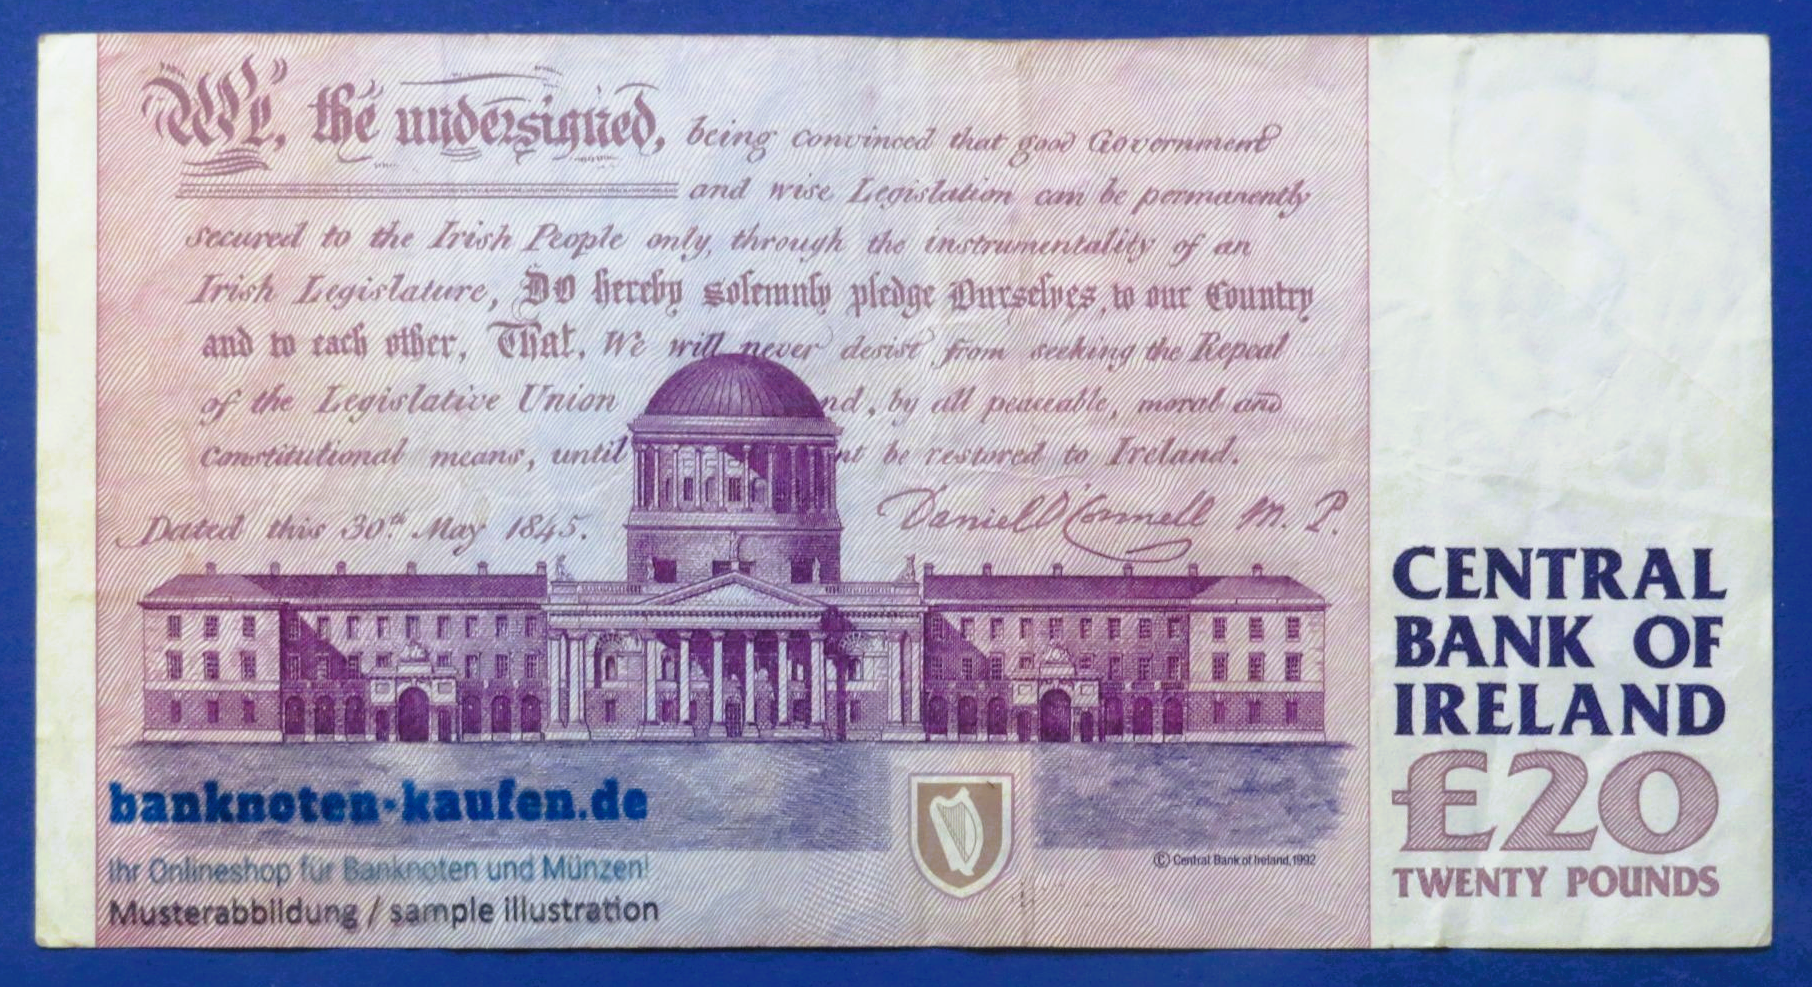 We, the undersigned, being convinced that good Government
and wise Legislation can be permanently
secured to the Irish People only, through the instrumentality of an
Irish Legislature, Do hereby solemnly pledge Ourselves, to our Country
and to each other, That, We will never desist from seeking the Repeal
of the Legislative Union nd, by all peaceable, moral and
Constitutional means, until nt be restored to Ireland.
Dated this 30th May 1845.
Daniel O'Connell M. P.
CENTRAL
BANK OF
IRELAND
£20
TWENTY POUNDS
© Central Bank of Ireland, 1992
banknoten-kaufen.de
Ihr Onlineshop für Banknoten und Münzen!
Musterabbildung / sample illustration